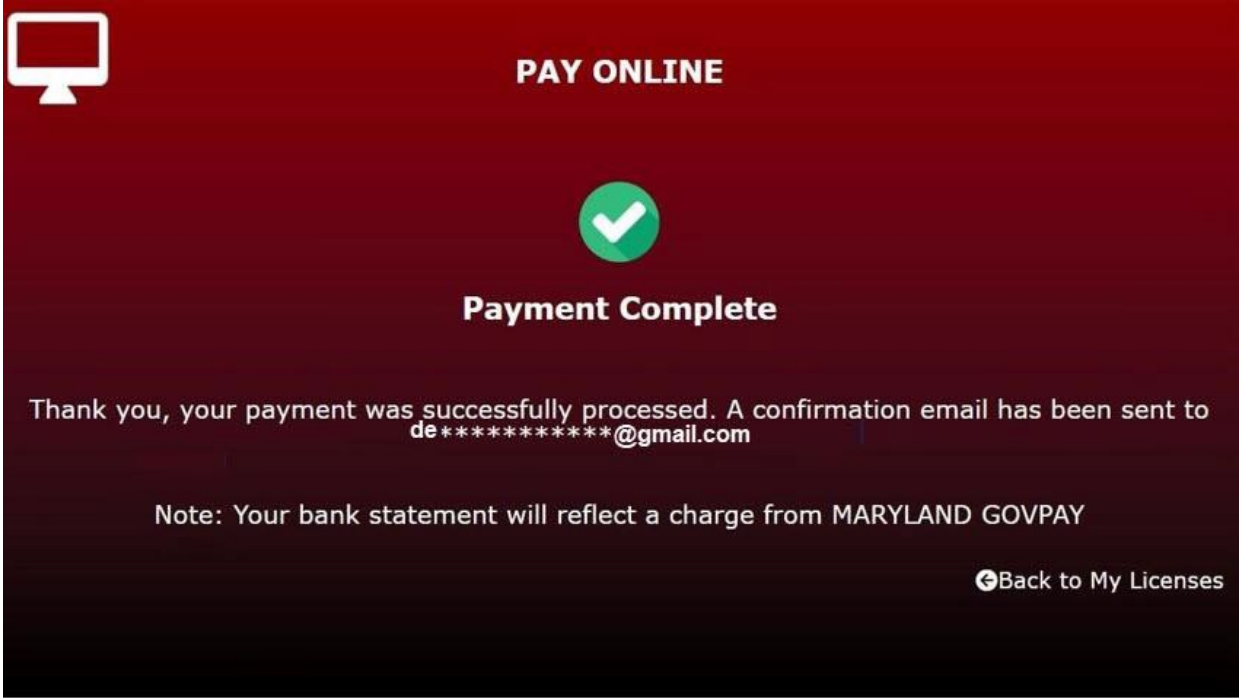 PAY ONLINE
Payment Complete
Thank you, your payment was successfully processed. A confirmation email has been sent to
de***********@gmail.com
Note: Your bank statement will reflect a charge from MARYLAND GOVPAY
Back to My Licenses